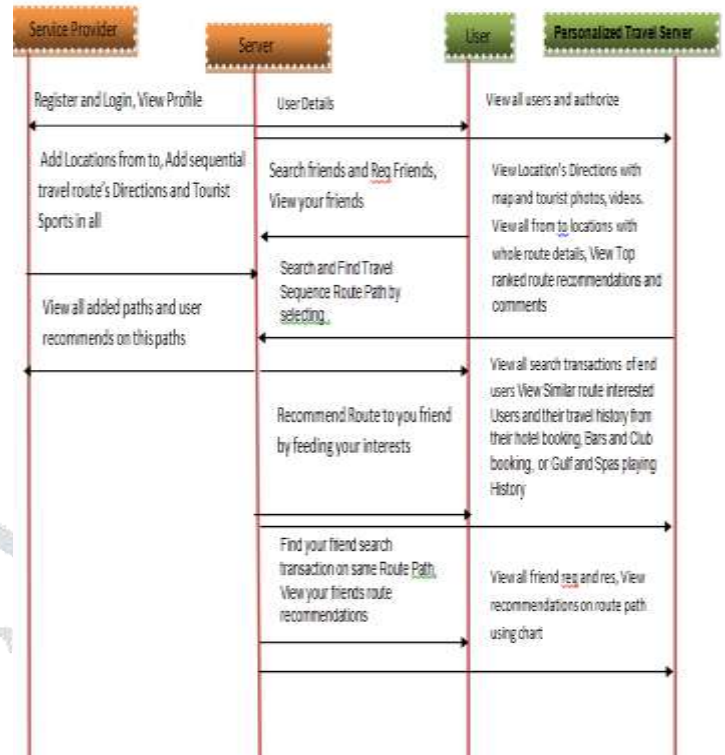 Service Provider
Server
User
Personalized Travel Server
Register and Login, View Profile
User Details
View all users and authorize
Add Locations from to, Add sequential
travel route's Directions and Tourist
Sports in all
Search friends and Req Friends,
View your friends
View Location's Directions with
map and tourist photos, videos.
View all from to locations with
whole route details, View Top
ranked route recommendations and
comments
Search and Find Travel
Sequence Route Path by
selecting..
View all added paths and user
recommends on this paths
View all search transactions of end
users View Similar route interested
Users and their travel history from
their hotel booking, Bars and Club
booking, or Gulf and Spas playing
History
Recommend Route to you friend
by feeding your interests
Find your friend search
transaction on same Route Path,
View your friends route
recommendations
View all friend req and res, View
recommendations on route path
using chart